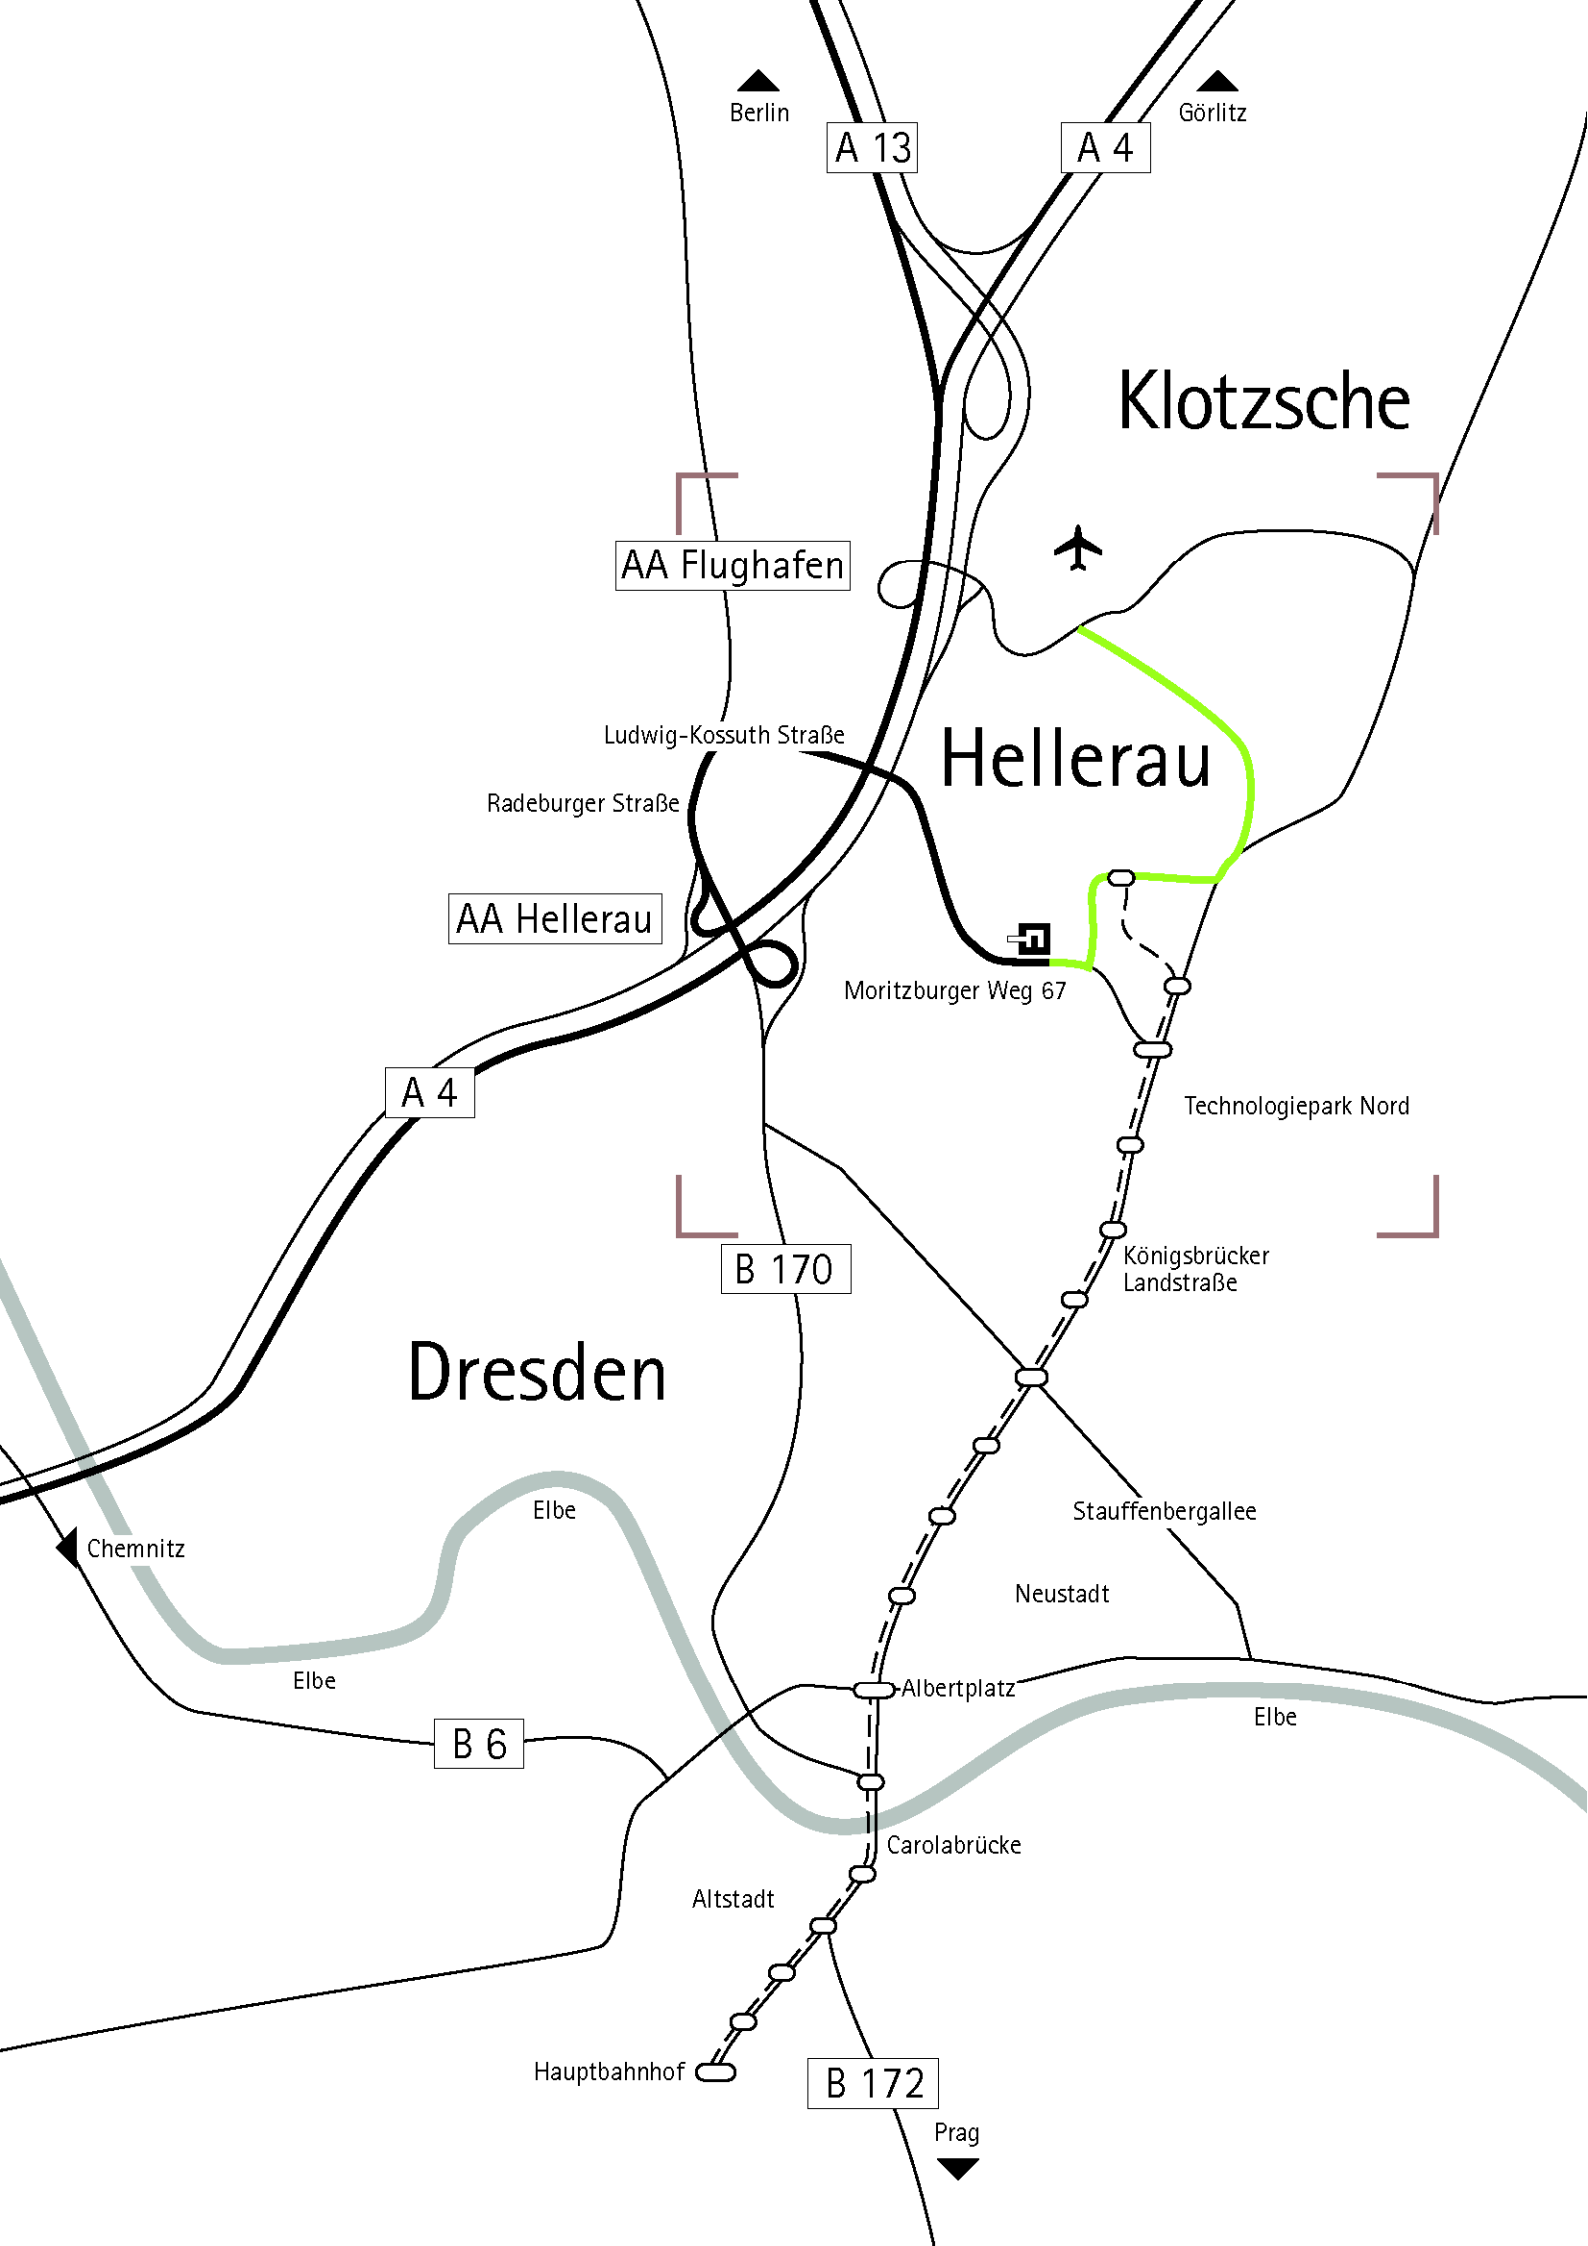 Berlin
Görlitz
A 13
A 4
Klotzsche
AA Flughafen
Ludwig-Kossuth Straße
Hellerau
Radeburger Straße
AA Hellerau
Moritzburger Weg 67
A 4
Technologiepark Nord
Königsbrücker
Landstraße
B 170
Dresden
Elbe
Stauffenbergallee
Chemnitz
Neustadt
Elbe
Albertplatz
Elbe
B 6
Carolabrücke
Altstadt
Hauptbahnhof
B 172
Prag